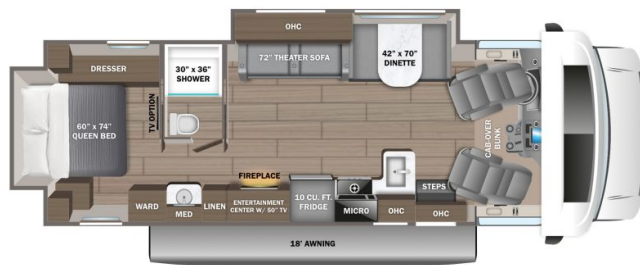 OHC
72" THEATER SOFA
42" x 70"
DINETTE
DRESSER
30" x 36"
SHOWER
TV OPTION
60" x 74"
QUEEN BED
CAB-OVER
BUNK
FIREPLACE
WARD
MED
LINEN
ENTERTAINMENT
CENTER W/ 50" TV
10 CU. FT.
FRIDGE
MICRO
OHC
STEPS
OHC
18' AWNING